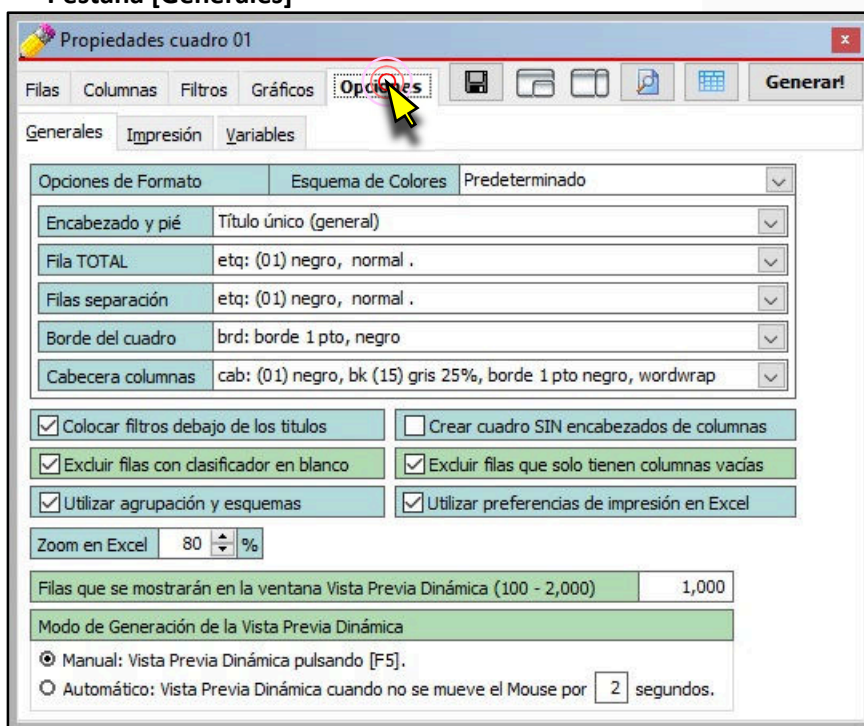 Pestaña [Generales]
Propiedades cuadro 01
Filas Columnas Filtros Gráficos Opciones Generar!
Generales Impresión Variables
Opciones de Formato Esquema de Colores Predeterminado
Encabezado y pié Título único (general)
Fila TOTAL etq: (01) negro, normal .
Filas separación etq: (01) negro, normal .
Borde del cuadro brd: borde 1 pto, negro
Cabecera columnas cab: (01) negro, bk (15) gris 25%, borde 1 pto negro, wordwrap
Colocar filtros debajo de los titulos Crear cuadro SIN encabezados de columnas
Excluir filas con clasificador en blanco Excluir filas que solo tienen columnas vacías
Utilizar agrupación y esquemas Utilizar preferencias de impresión en Excel
Zoom en Excel 80 %
Filas que se mostrarán en la ventana Vista Previa Dinámica (100 - 2,000) 1,000
Modo de Generación de la Vista Previa Dinámica
Manual: Vista Previa Dinámica pulsando [F5].
Automático: Vista Previa Dinámica cuando no se mueve el Mouse por 2 segundos.